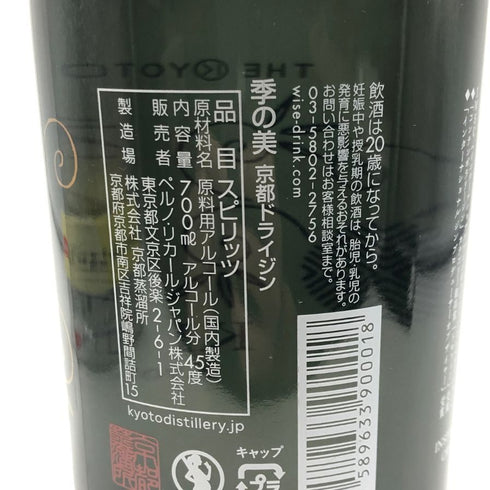 飲酒は20歳になってから。
妊娠中や授乳期の飲酒は、胎児・乳児の
発育に悪影響を与えるおそれがあります。
お問い合わせはお客様相談室まで。
03-5802-2756
wise-drink.com
季の美 京都ドライジン
品目 スピリッツ
原材料名 原料用アルコール(国内製造)
内容量 700ml アルコール分 45度
販売者 ペルノ・リカール・ジャパン株式会社
東京都文京区後楽2-6-1
製造場 株式会社 京都蒸溜所
京都府京都市南区吉祥院嶋野間詰町15
kyotodistillery.jp
キャップ
プラ
589633900018
THE KYOTO